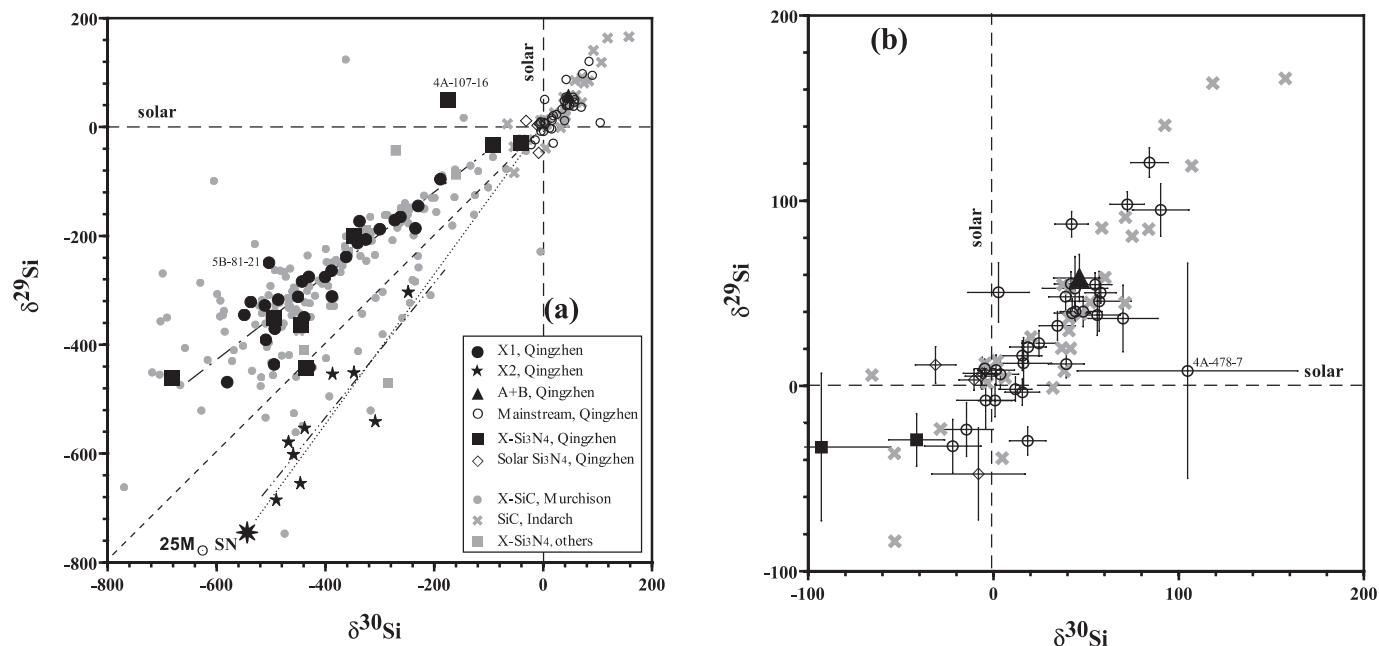 200
0
-200
-400
-600
-800
δ29Si
-800
-600
-400
-200
0
200
δ30Si
4A-107-16
solar
solar
5B-81-21
(a)
25M⊙ SN
X1, Qingzhen
X2, Qingzhen
A+B, Qingzhen
Mainstream, Qingzhen
X-Si3N4, Qingzhen
Solar Si3N4, Qingzhen
X-SiC, Murchison
SiC, Indarch
X-Si3N4, others
200
100
0
-100
δ29Si
-100
0
100
200
δ30Si
(b)
solar
4A-478-7
solar